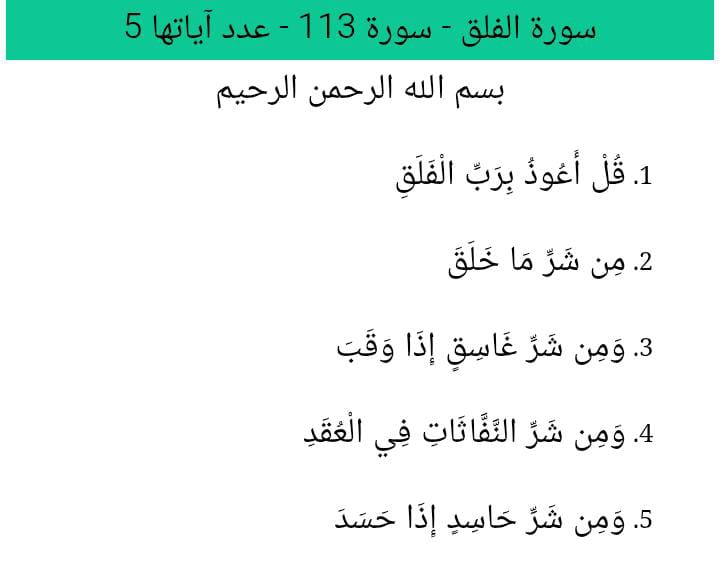 سورة الفلق - سورة 113 - عدد آياتها 5
بسم الله الرحمن الرحيم
1. قُلْ أَعُوذُ بِرَبِّ الْفَلَقِ
2. مِن شَرِّ مَا خَلَقَ
3. وَمِن شَرِّ غَاسِقٍ إِذَا وَقَبَ
4. وَمِن شَرِّ النَّفَّاثَاتِ فِي الْعُقَدِ
5. وَمِن شَرِّ حَاسِدٍ إِذَا حَسَدَ